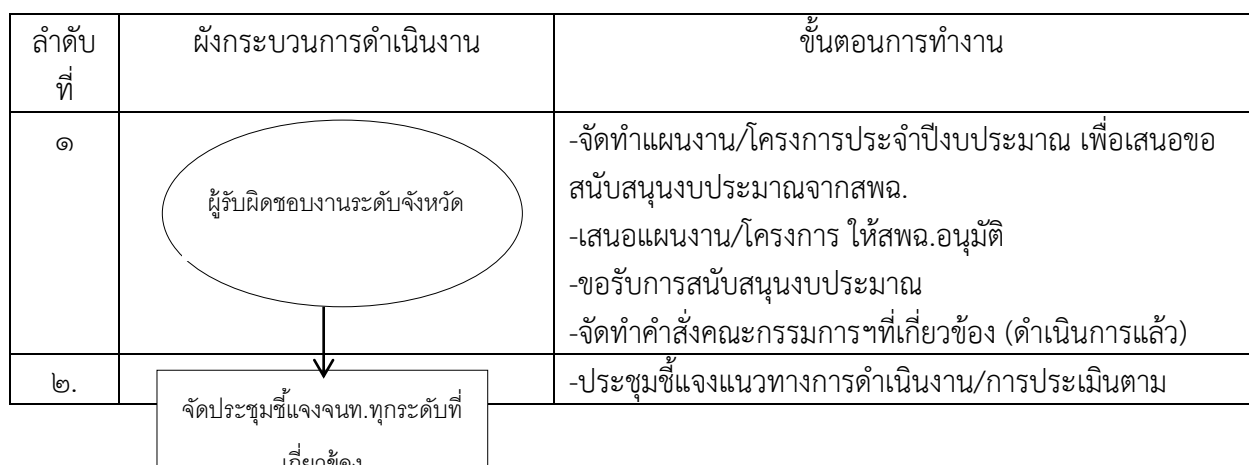 ลำดับ
ที่
ผังกระบวนการดำเนินงาน
ขั้นตอนการทำงาน
๑
ผู้รับผิดชอบงานระดับจังหวัด
-จัดทำแผนงาน/โครงการประจำปีงบประมาณ เพื่อเสนอขอ
สนับสนุนงบประมาณจากสพฉ.
-เสนอแผนงาน/โครงการ ให้สพฉ.อนุมัติ
-ขอรับการสนับสนุนงบประมาณ
-จัดทำคำสั่งคณะกรรมการฯที่เกี่ยวข้อง (ดำเนินการแล้ว)
๒.
จัดประชุมชี้แจงจนท.ทุกระดับที่
เกี่ยวข้อง
-ประชุมชี้แจงแนวทางการดำเนินงาน/การประเมินตาม